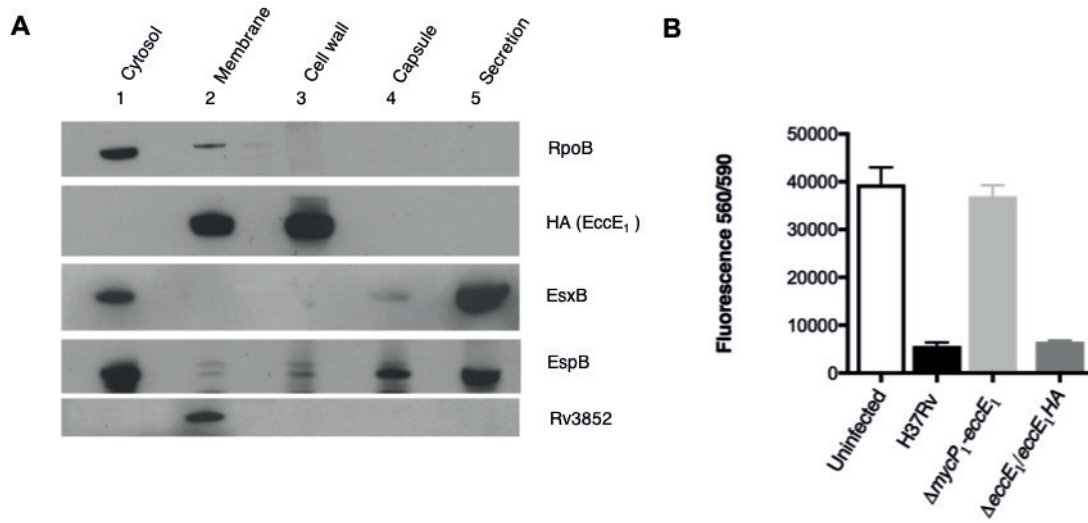 A
Cytosol
Membrane
Cell wall
Capsule
Secretion
1 2 3 4 5
RpoB
HA (EccE₁ )
EsxB
EspB
Rv3852
B
Fluorescence 560/590
50000
40000
30000
20000
10000
0
Uninfected
H37Rv
ΔmycP₁-eccE₁
ΔeccE₁/eccE₁HA